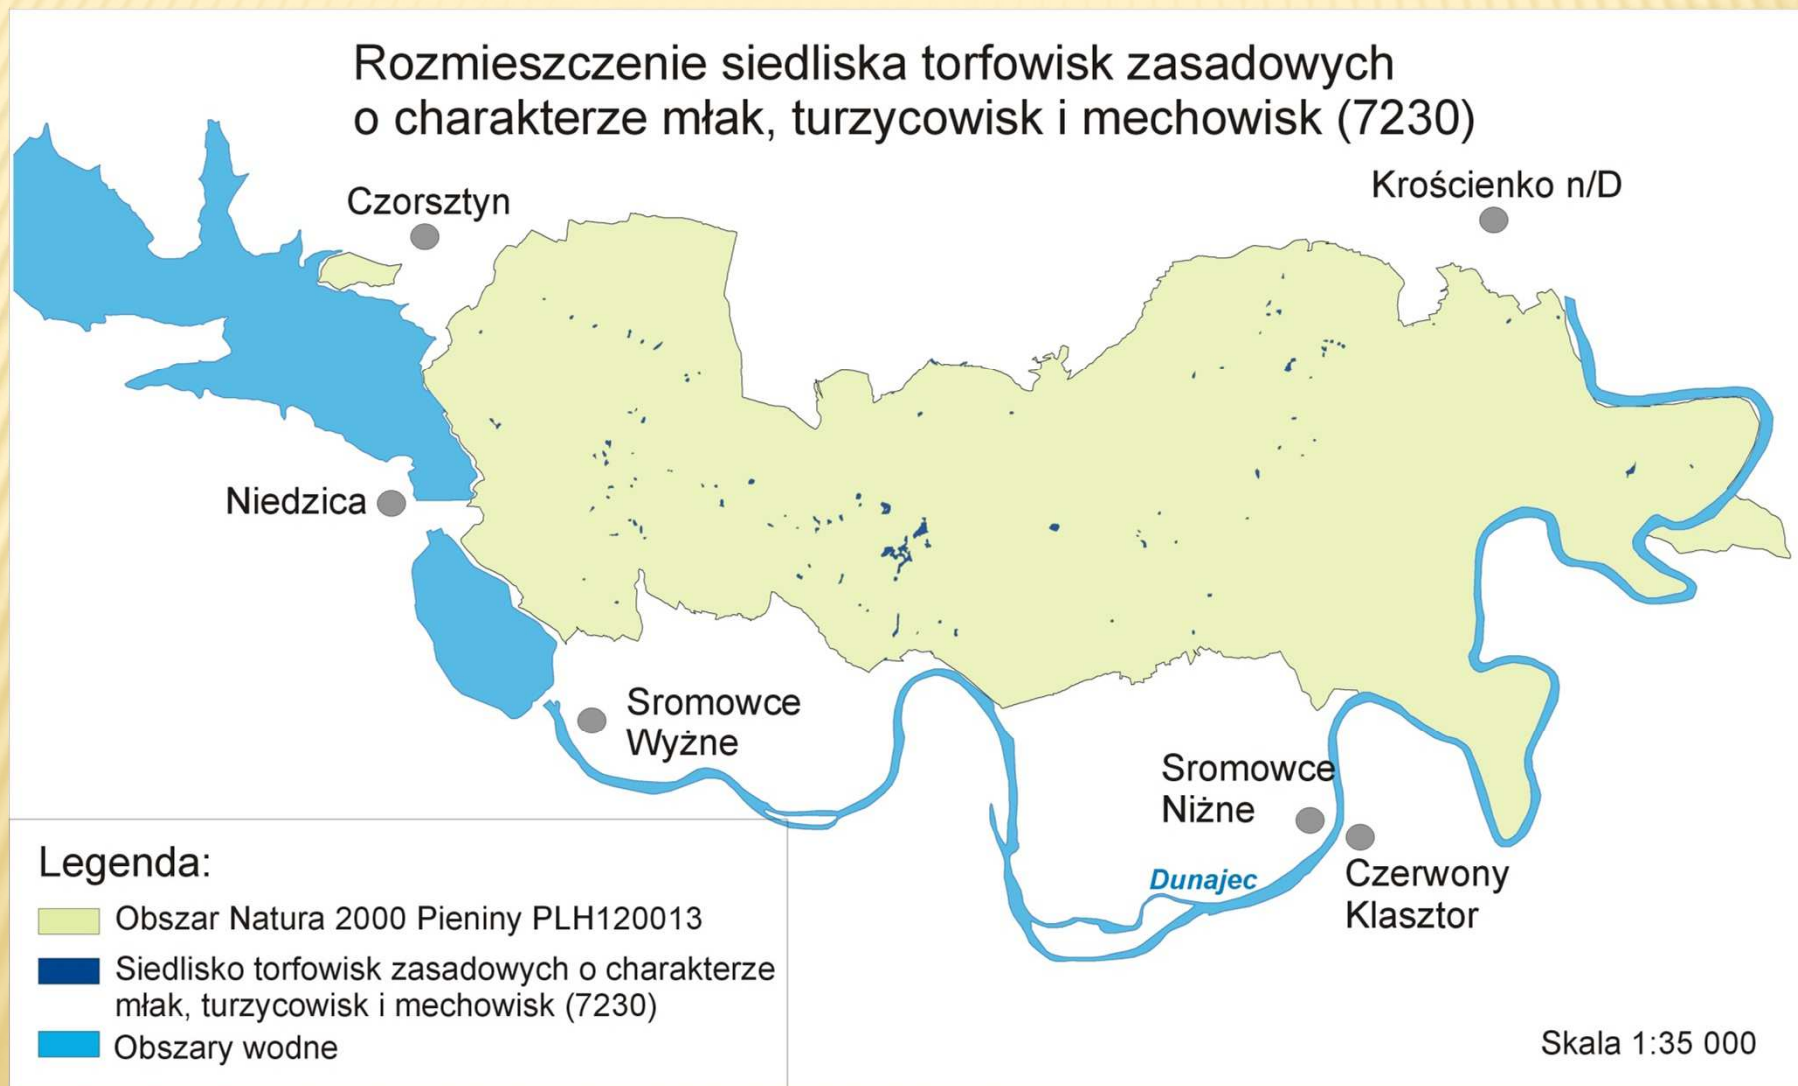 Rozmieszczenie siedliska torfowisk zasadowych
o charakterze młak, turzycowisk i mechowisk (7230)
Krościenko n/D
Czorsztyn
Niedzica
Sromowce
Wyżne
Sromowce
Niżne
Dunajec
Czerwony
Klasztor
Legenda:
Obszar Natura 2000 Pieniny PLH120013
Siedlisko torfowisk zasadowych o charakterze
młak, turzycowisk i mechowisk (7230)
Obszary wodne
Skala 1:35 000